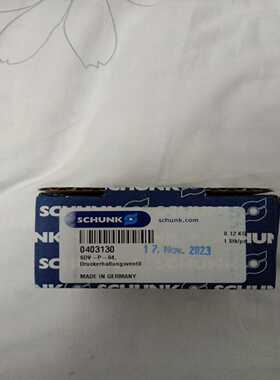 SCHUNK
SCHUNK
schunk.com
0403130
17. Nov. 2023
0.12 KG
SDV-P-04,
1 Stk/pc
Druckerhaltungsventil
MADE IN GERMANY